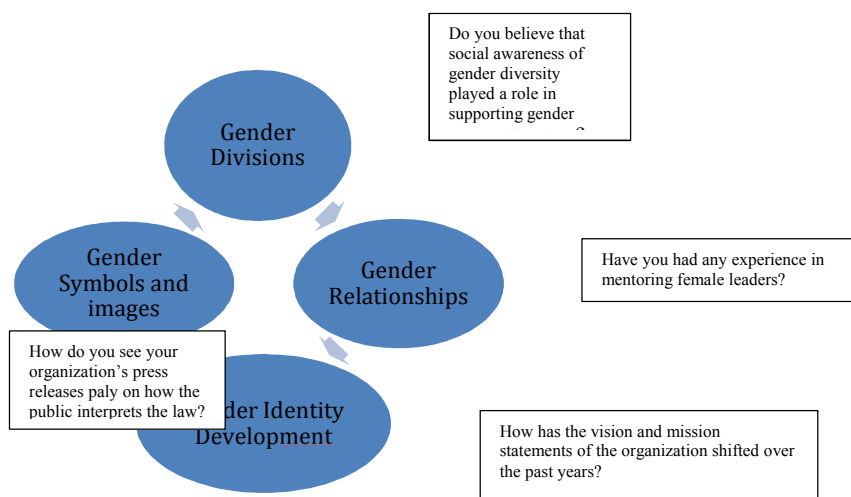 Do you believe that
social awareness of
gender diversity
played a role in
supporting gender
Gender
Divisions
Gender
Symbols and
images
Gender
Relationships
Have you had any experience in
mentoring female leaders?
How do you see your
organization's press
releases paly on how the
public interprets the law?
der Identity
Development
How has the vision and mission
statements of the organization shifted over
the past years?